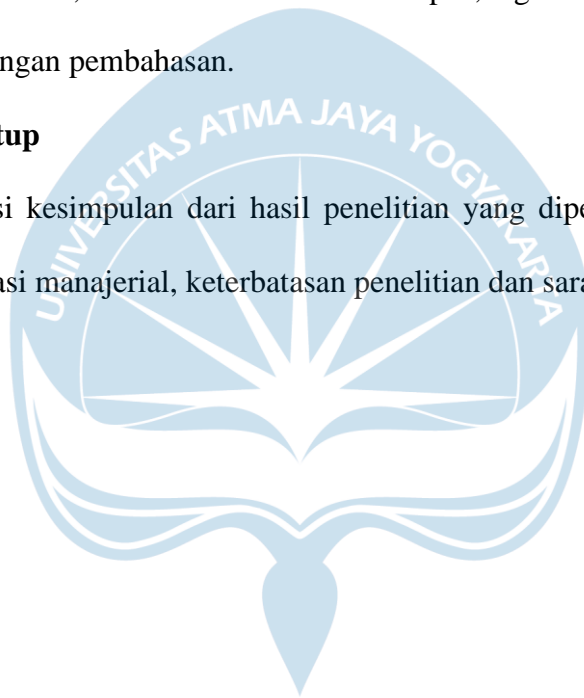 ngan pembahasan.
tup
UNIVERSITAS ATMA JAYA YOGYAKARTA
si kesimpulan dari hasil penelitian yang dipe
asi manajerial, keterbatasan penelitian dan sara